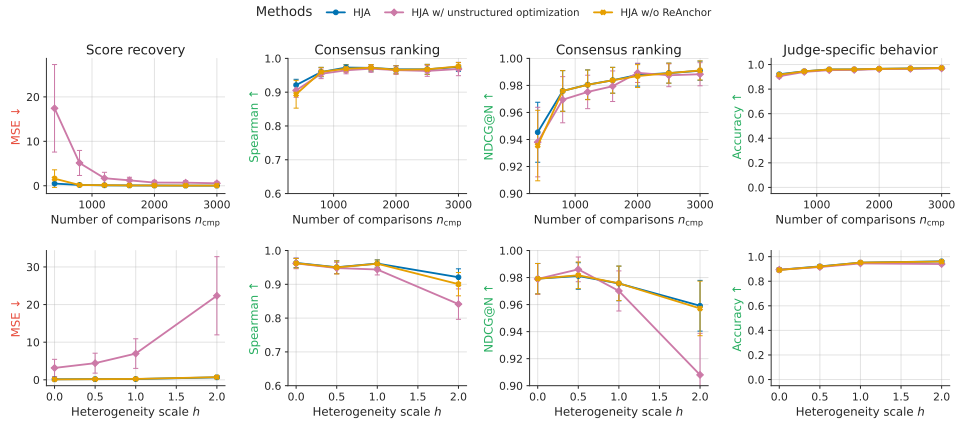 Methods HJA HJA w/ unstructured optimization HJA w/o ReAnchor
Score recovery
MSE ↓
20
10
0
1000 2000 3000
Number of comparisons n_cmp
Consensus ranking
Spearman ↑
1.0
0.9
0.8
0.7
0.6
1000 2000 3000
Number of comparisons n_cmp
Consensus ranking
NDCG@N ↑
1.00
0.98
0.96
0.94
0.92
0.90
1000 2000 3000
Number of comparisons n_cmp
Judge-specific behavior
Accuracy ↑
1.0
0.8
0.6
0.4
0.2
0.0
1000 2000 3000
Number of comparisons n_cmp
MSE ↓
30
20
10
0
0.0 0.5 1.0 1.5 2.0
Heterogeneity scale h
Spearman ↑
1.0
0.9
0.8
0.7
0.6
0.0 0.5 1.0 1.5 2.0
Heterogeneity scale h
NDCG@N ↑
1.00
0.98
0.96
0.94
0.92
0.90
0.0 0.5 1.0 1.5 2.0
Heterogeneity scale h
Accuracy ↑
1.0
0.8
0.6
0.4
0.2
0.0
0.0 0.5 1.0 1.5 2.0
Heterogeneity scale h